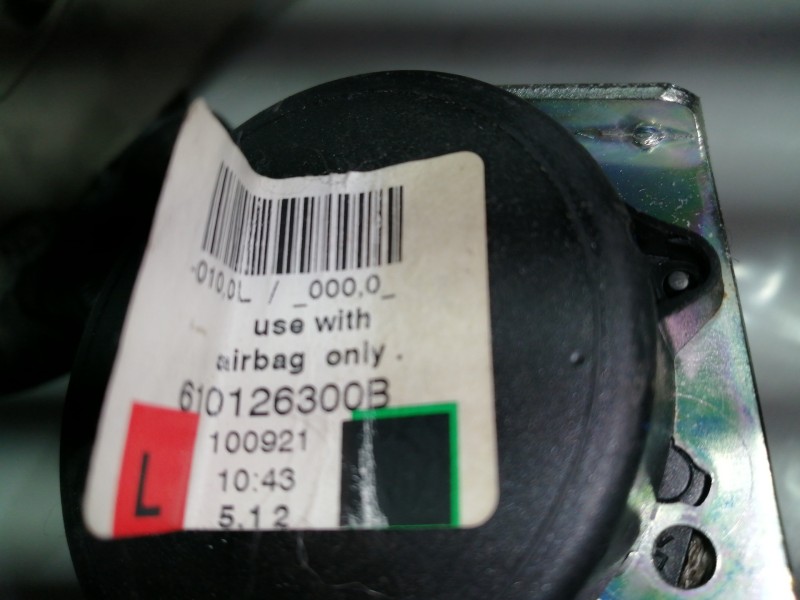 -010,0L / _000,0_
use with
airbag only.
610126300B
L
100921
10:43
5.12